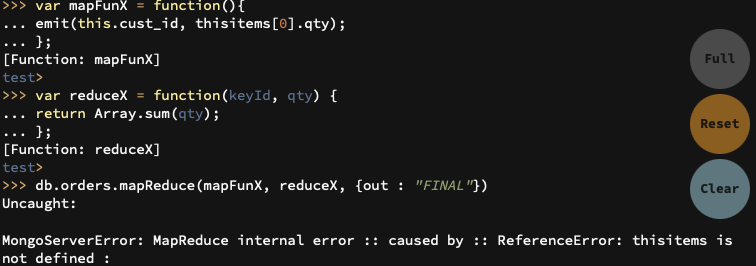 >>> var mapFunX = function(){
... emit(this.cust_id, thisitems[0].qty);
... };
[Function: mapFunX]
test>
>>> var reduceX = function(keyId, qty) {
... return Array.sum(qty);
... };
[Function: reduceX]
test>
>>> db.orders.mapReduce(mapFunX, reduceX, {out : "FINAL"})
Uncaught:
MongoServerError: MapReduce internal error :: caused by :: ReferenceError: thisitems is
not defined :
Full
Reset
Clear